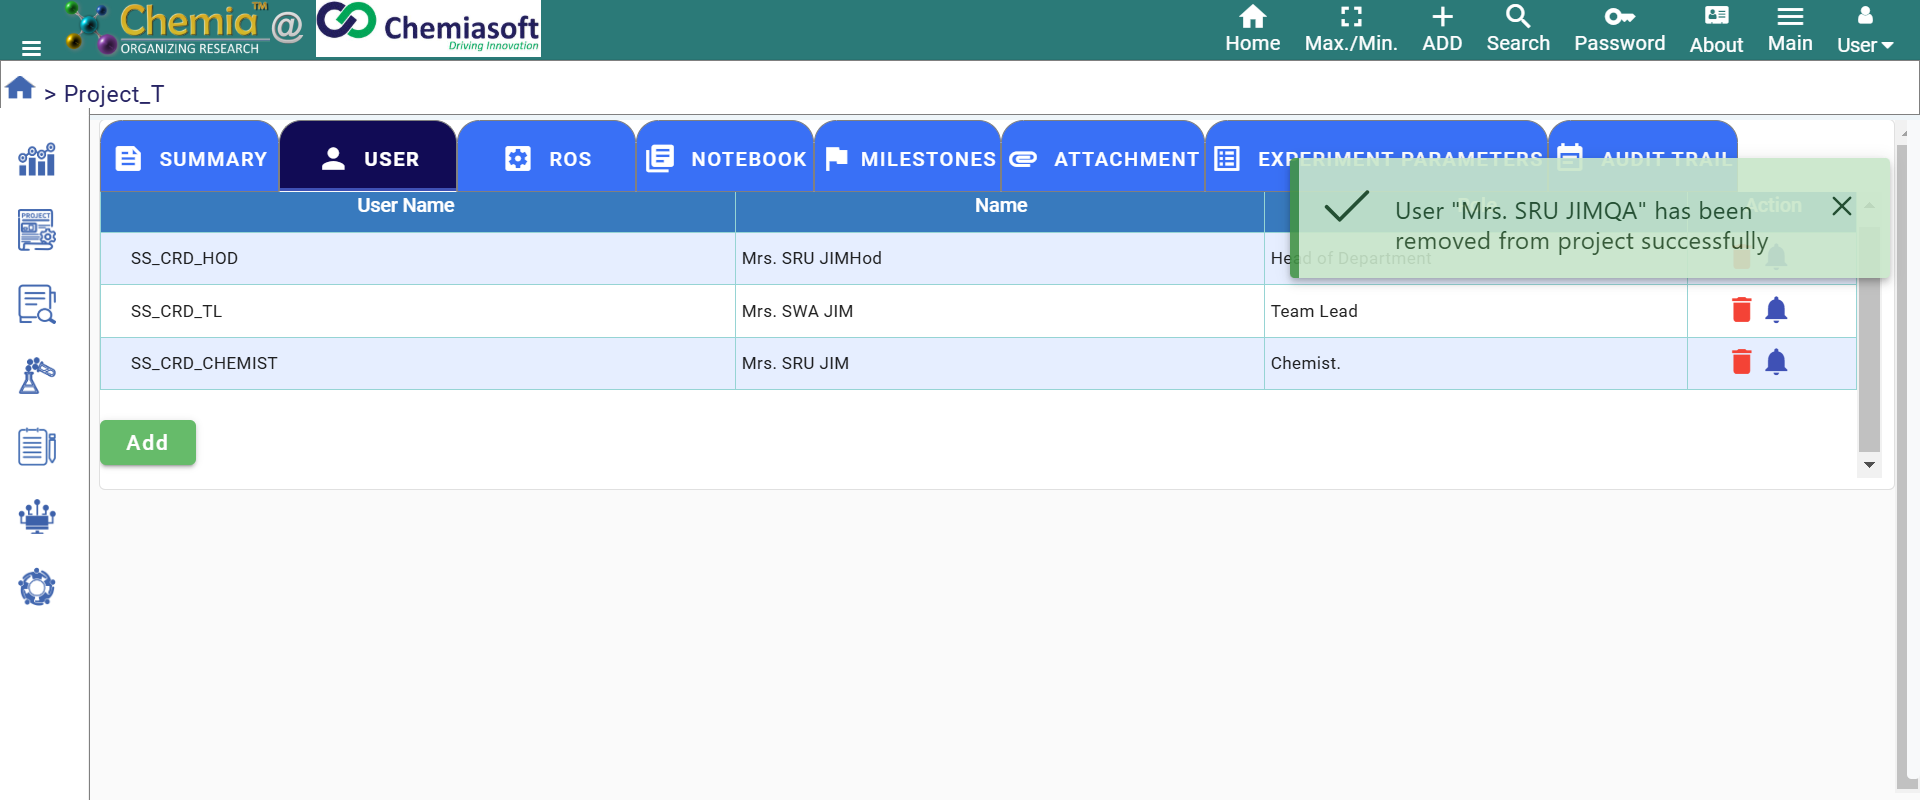 Chemia™ @
ORGANIZING RESEARCH
Chemiasoft
Driving Innovation
Home
Max./Min.
ADD
Search
Password
About
Main
User
> Project_T
PROJECT
SUMMARY
USER
ROS
NOTEBOOK
MILESTONES
ATTACHMENT
EXPERIMENT PARAMETERS
AUDIT TRAIL
User Name
Name
Action
User "Mrs. SRU JIMQA" has been
removed from project successfully
SS_CRD_HOD
Mrs. SRU JIMHod
Head of Department
SS_CRD_TL
Mrs. SWA JIM
Team Lead
SS_CRD_CHEMIST
Mrs. SRU JIM
Chemist.
Add